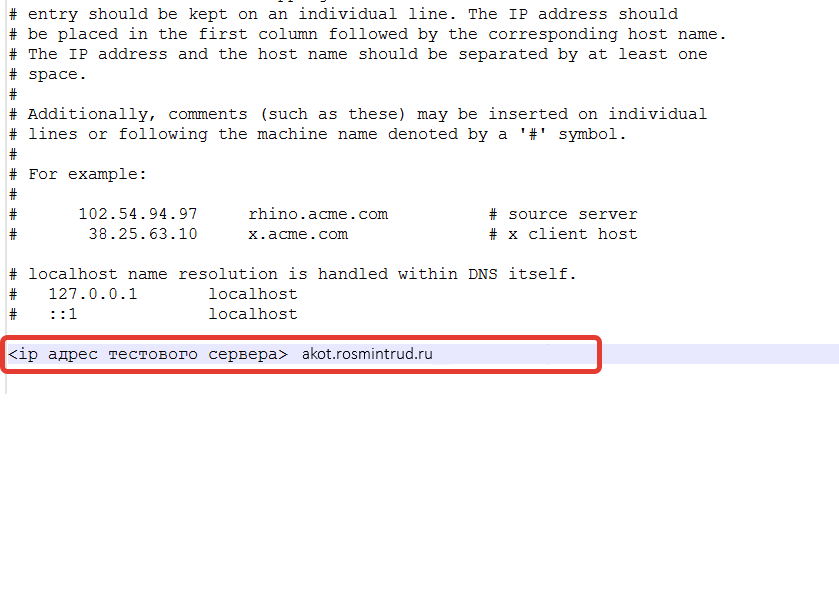 # entry should be kept on an individual line. The IP address should
# be placed in the first column followed by the corresponding host name.
# The IP address and the host name should be separated by at least one
# space.
#
# Additionally, comments (such as these) may be inserted on individual
# lines or following the machine name denoted by a '#' symbol.
#
# For example:
#
#      102.54.94.97     rhino.acme.com          # source server
#       38.25.63.10     x.acme.com              # x client host

# localhost name resolution is handled within DNS itself.
#   127.0.0.1       localhost
#   ::1             localhost

<ip адрес тестового сервера> akot.rosmintrud.ru